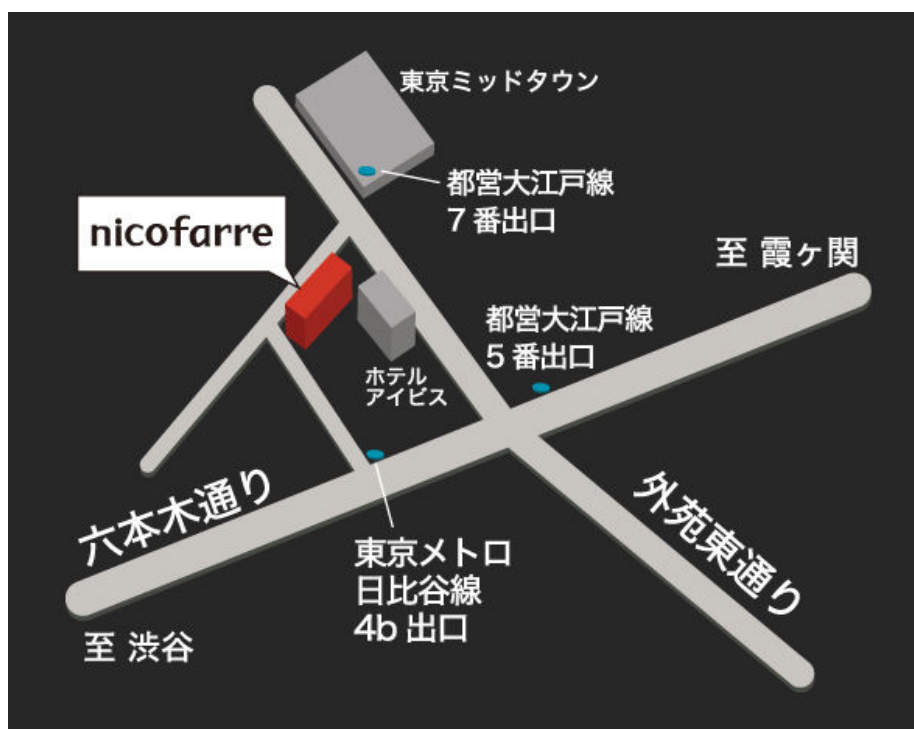 東京ミッドタウン
都営大江戸線
7番出口
nicofarre
至 霞ヶ関
都営大江戸線
5番出口
ホテル
アイビス
六本木通り
外苑東通り
東京メトロ
日比谷線
4b出口
至 渋谷